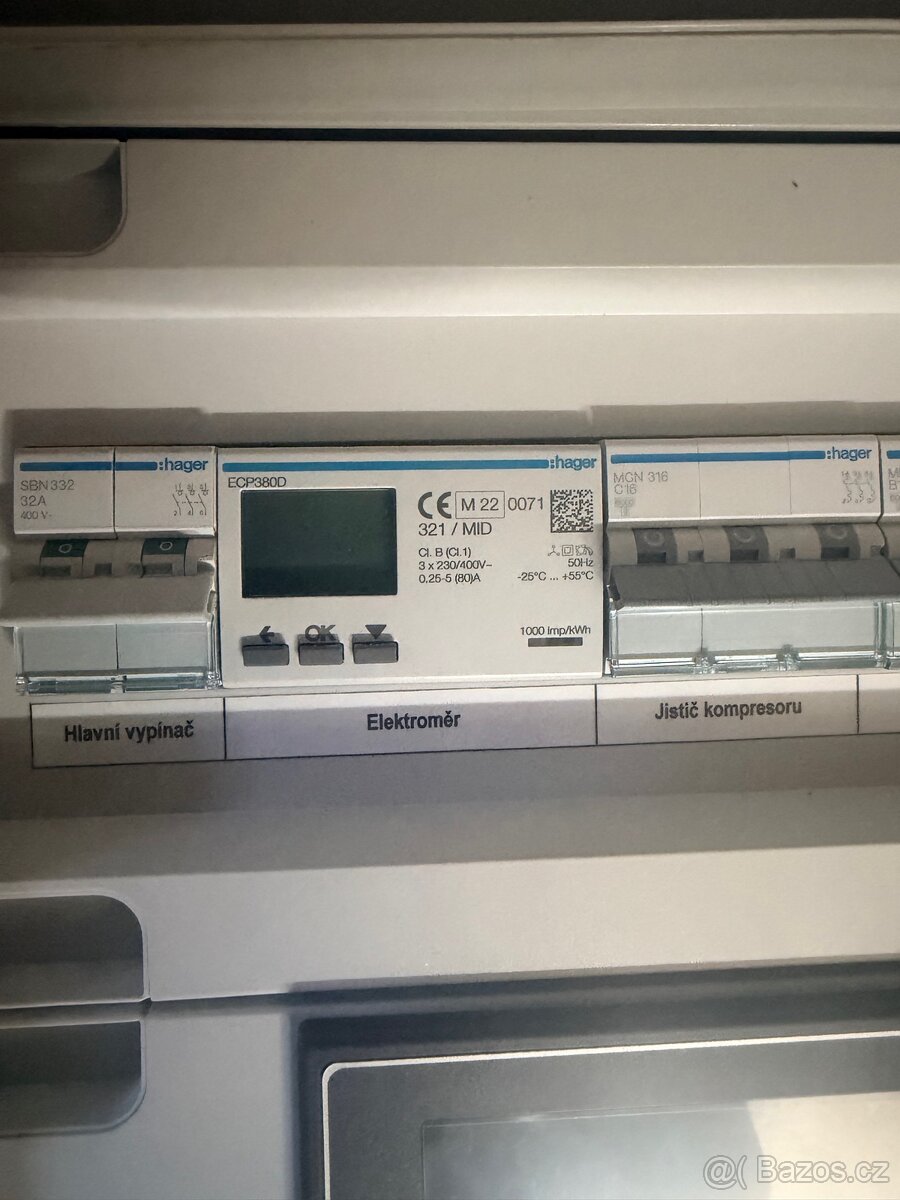 :hager
SBN 332
32A
400 V~
:hager
ECP380D
CE M 22 0071
321 / MID
Cl. B (Cl.1)
3 x 230/400V~
0.25-5 (80)A
50Hz
-25°C ... +55°C
OK
1000 imp/kWh
:hager
MGN 316
C16
Hlavní vypínač
Elektroměr
Jistič kompresoru
@( Bazos.cz